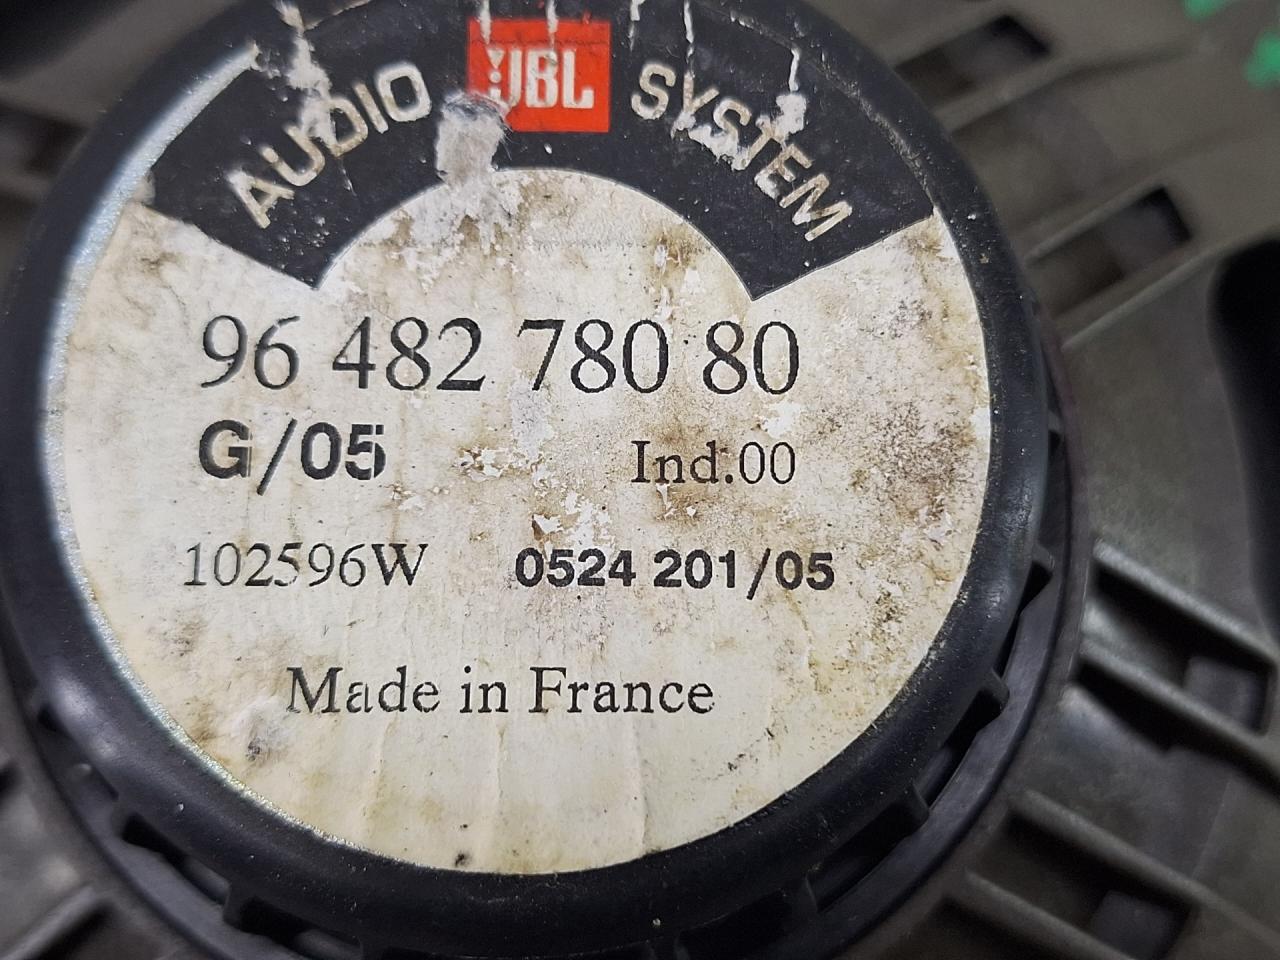 AUDIO JBL SYSTEM
96 482 780 80
G/05 Ind.00
102596W 0524 201/05
Made in France